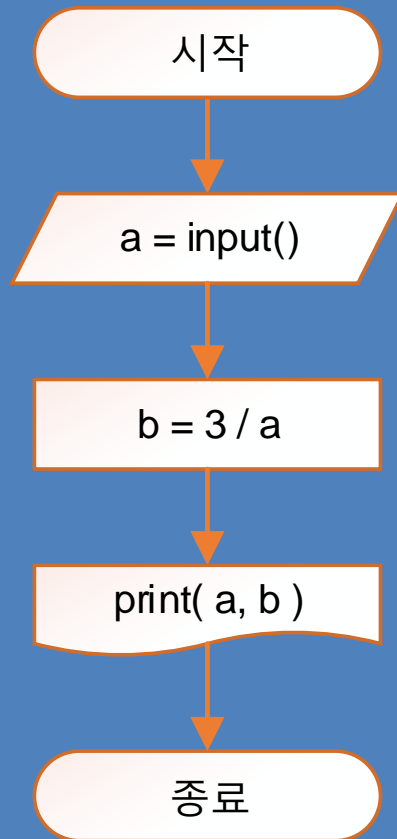 시작
a = input()
b = 3 / a
print( a, b )
종료